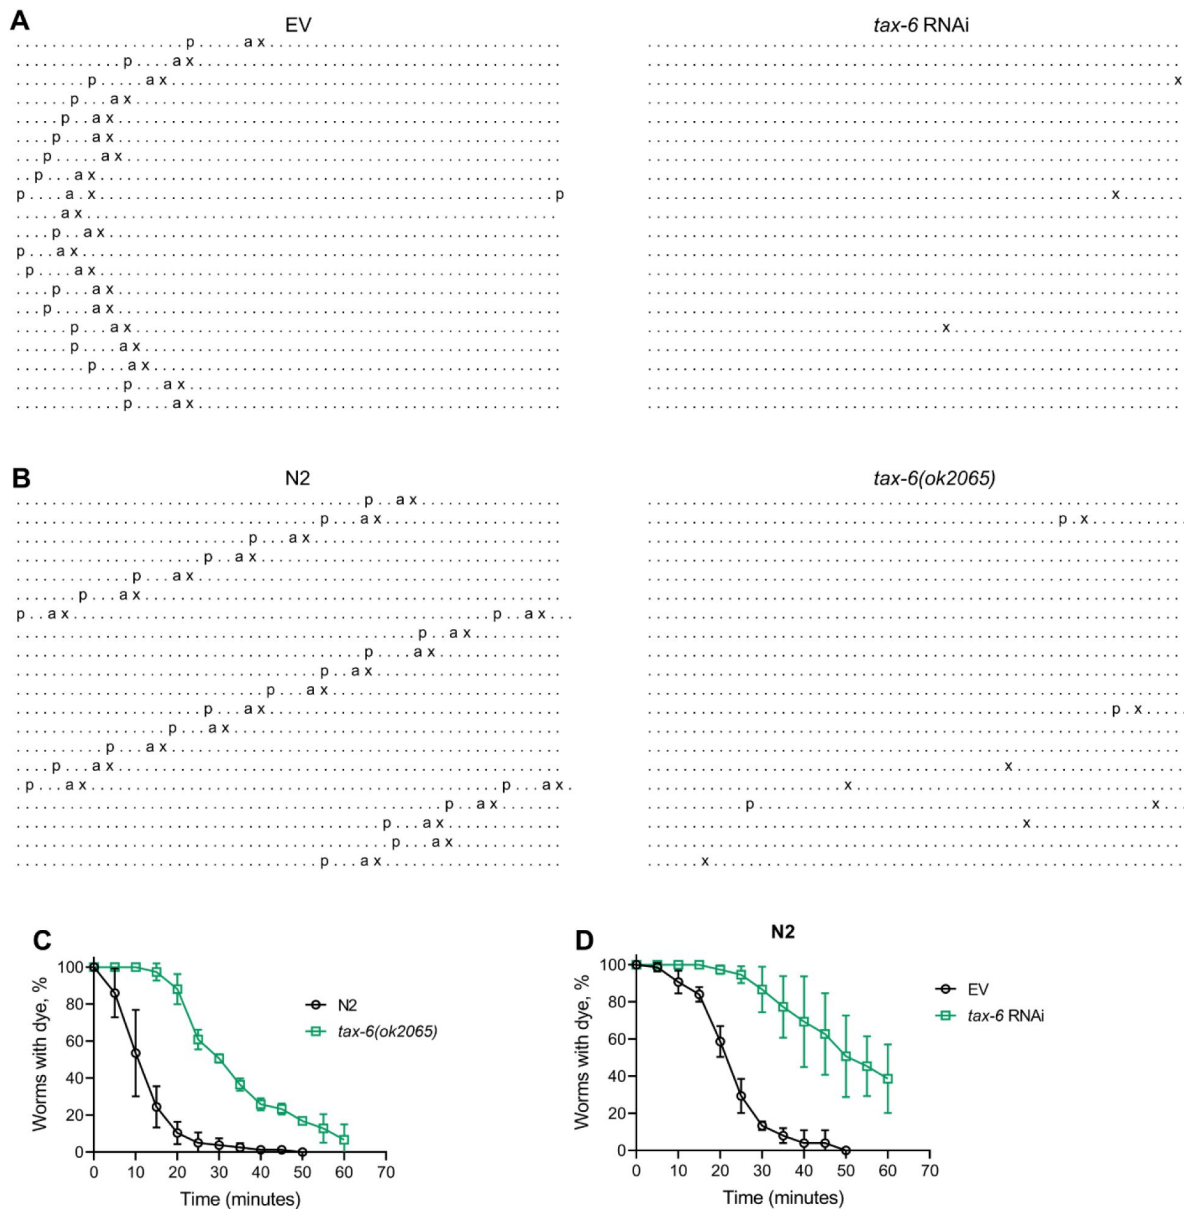 A
EV
p a x
p a x
p a x
p a x
p a x
p a x
p a x
p a x
p a x p
a x
p a x
p a x
p a x
p a x
p a x
p a x
p a x
p a x
p a x
p a x
tax-6 RNAi
x
x
x
B
N2
p a x
p a x
p a x
p a x
p a x
p a x
p a x p a x
p a x
p a x
p a x
p a x
p a x
p a x
p a x
p a x
p a x p a x
p a x
p a x
p a x
p a x
tax-6(ok2065)
p x
p x
x
x
p x
x
x
C
Worms with dye, %
100
80
60
40
20
0
0 10 20 30 40 50 60 70
Time (minutes)
N2
tax-6(ok2065)
D
N2
Worms with dye, %
100
80
60
40
20
0
0 10 20 30 40 50 60 70
Time (minutes)
EV
tax-6 RNAi